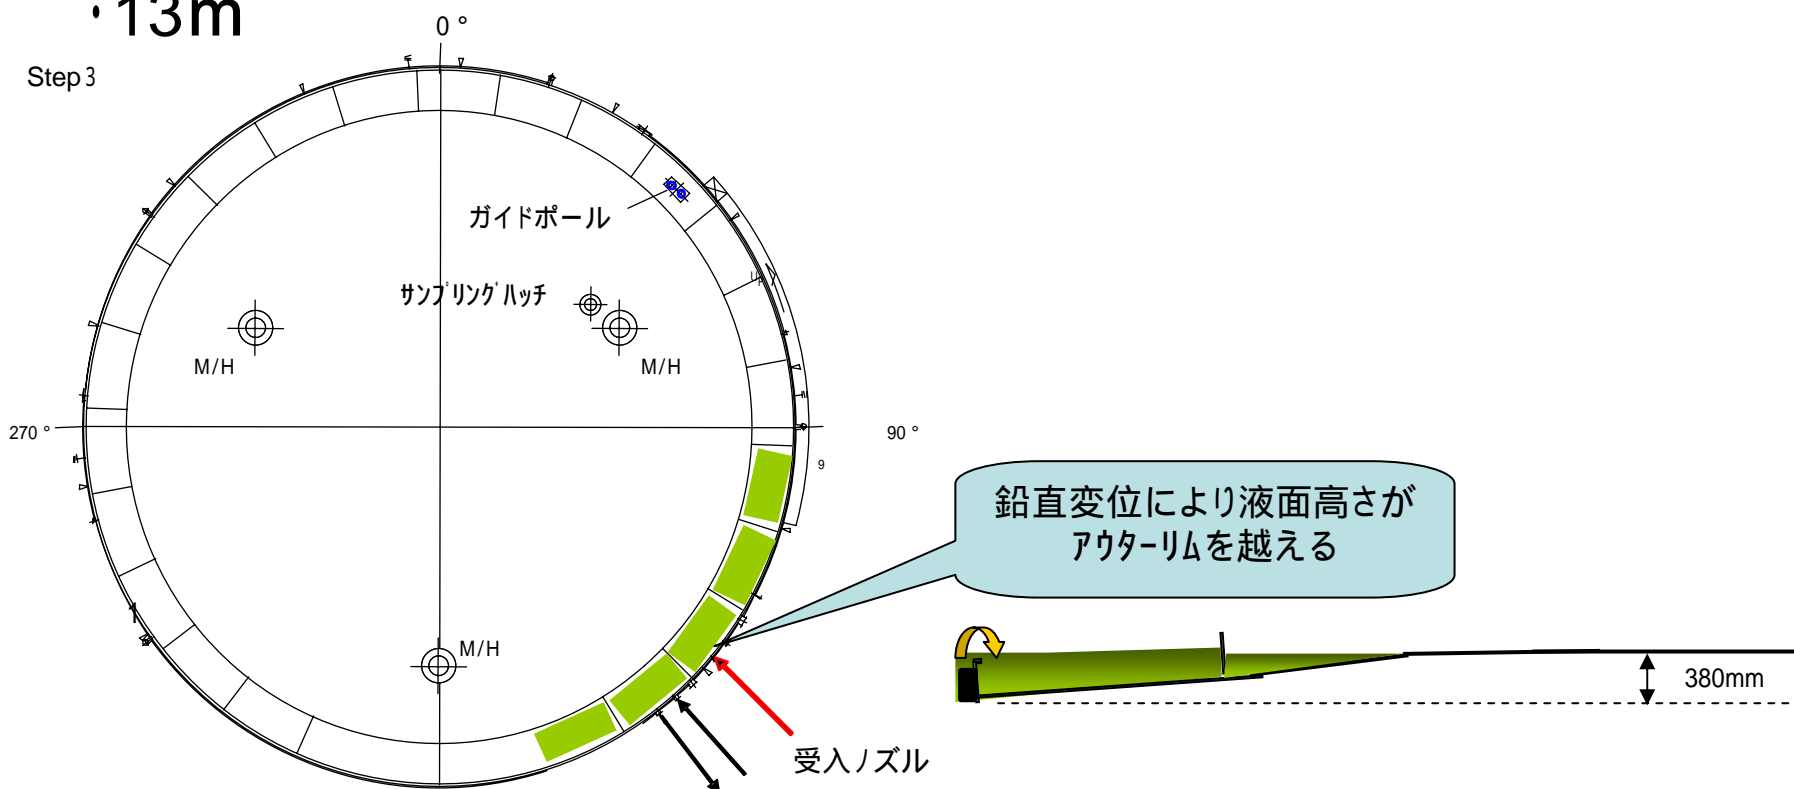 ・13m
0 °
Step 3
ガイドポール
サンプリングハッチ
M/H
M/H
270 °
90 °
9
鉛直変位により液面高さが
アウターリムを越える
M/H
380mm
受入ノズル